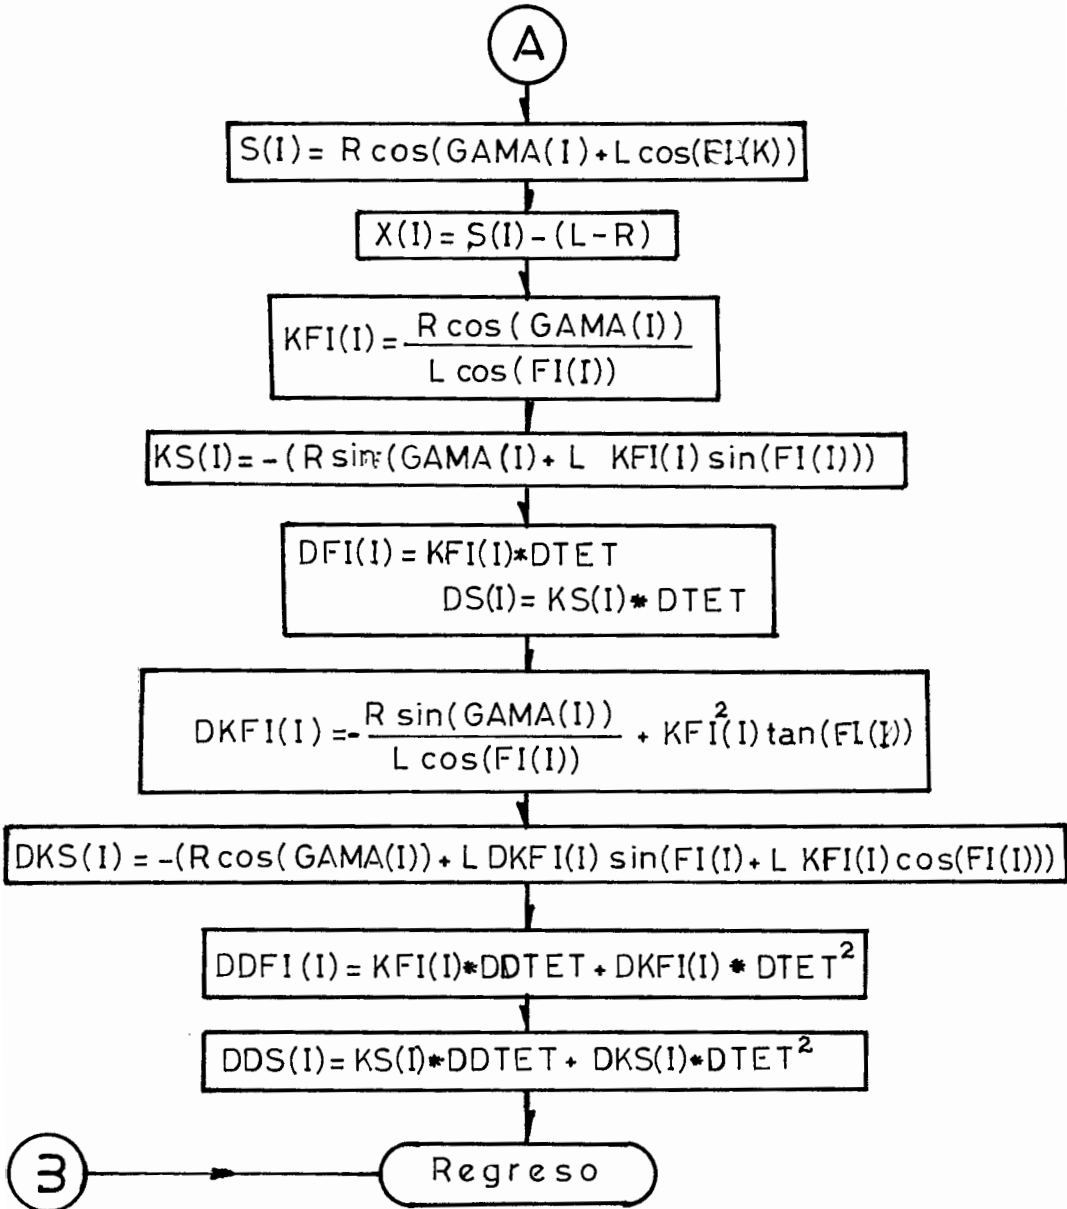 A
S(I) = R cos(GAMA(I)+L cos(FI(K))
X(I) = S(I) - (L-R)
KFI(I) = R cos(GAMA(I))
L cos(FI(I))
KS(I) = -(R sin(GAMA(I)+ L KFI(I) sin(FI(I)))
DFI(I) = KFI(I)*DTET
DS(I) = KS(I)* DTET
DKFI(I) =- R sin(GAMA(I)) + KFI²(I) tan(FI(I))
L cos(FI(I))
DKS(I) = -(R cos(GAMA(I)) + L DKFI(I) sin(FI(I)+ L KFI(I) cos(FI(I)))
DDFI(I) = KFI(I)*DDTET + DKFI(I) * DTET²
DDS(I) = KS(I)*DDTET + DKS(I)*DTET²
3
Regreso